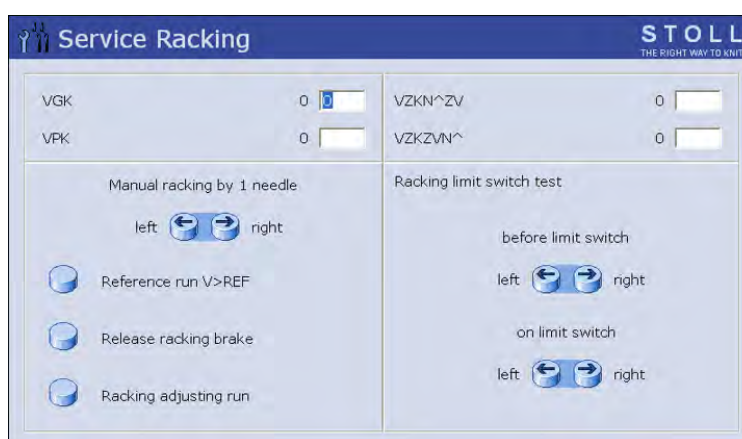 Service Racking
STOLL
THE RIGHT WAY TO KNIT
VGK 0 0
VPK 0
VZKN^ZV 0
VZKZVN^ 0
Manual racking by 1 needle
left right
Reference run V>REF
Release racking brake
Racking adjusting run
Racking limit switch test
before limit switch
left right
on limit switch
left right